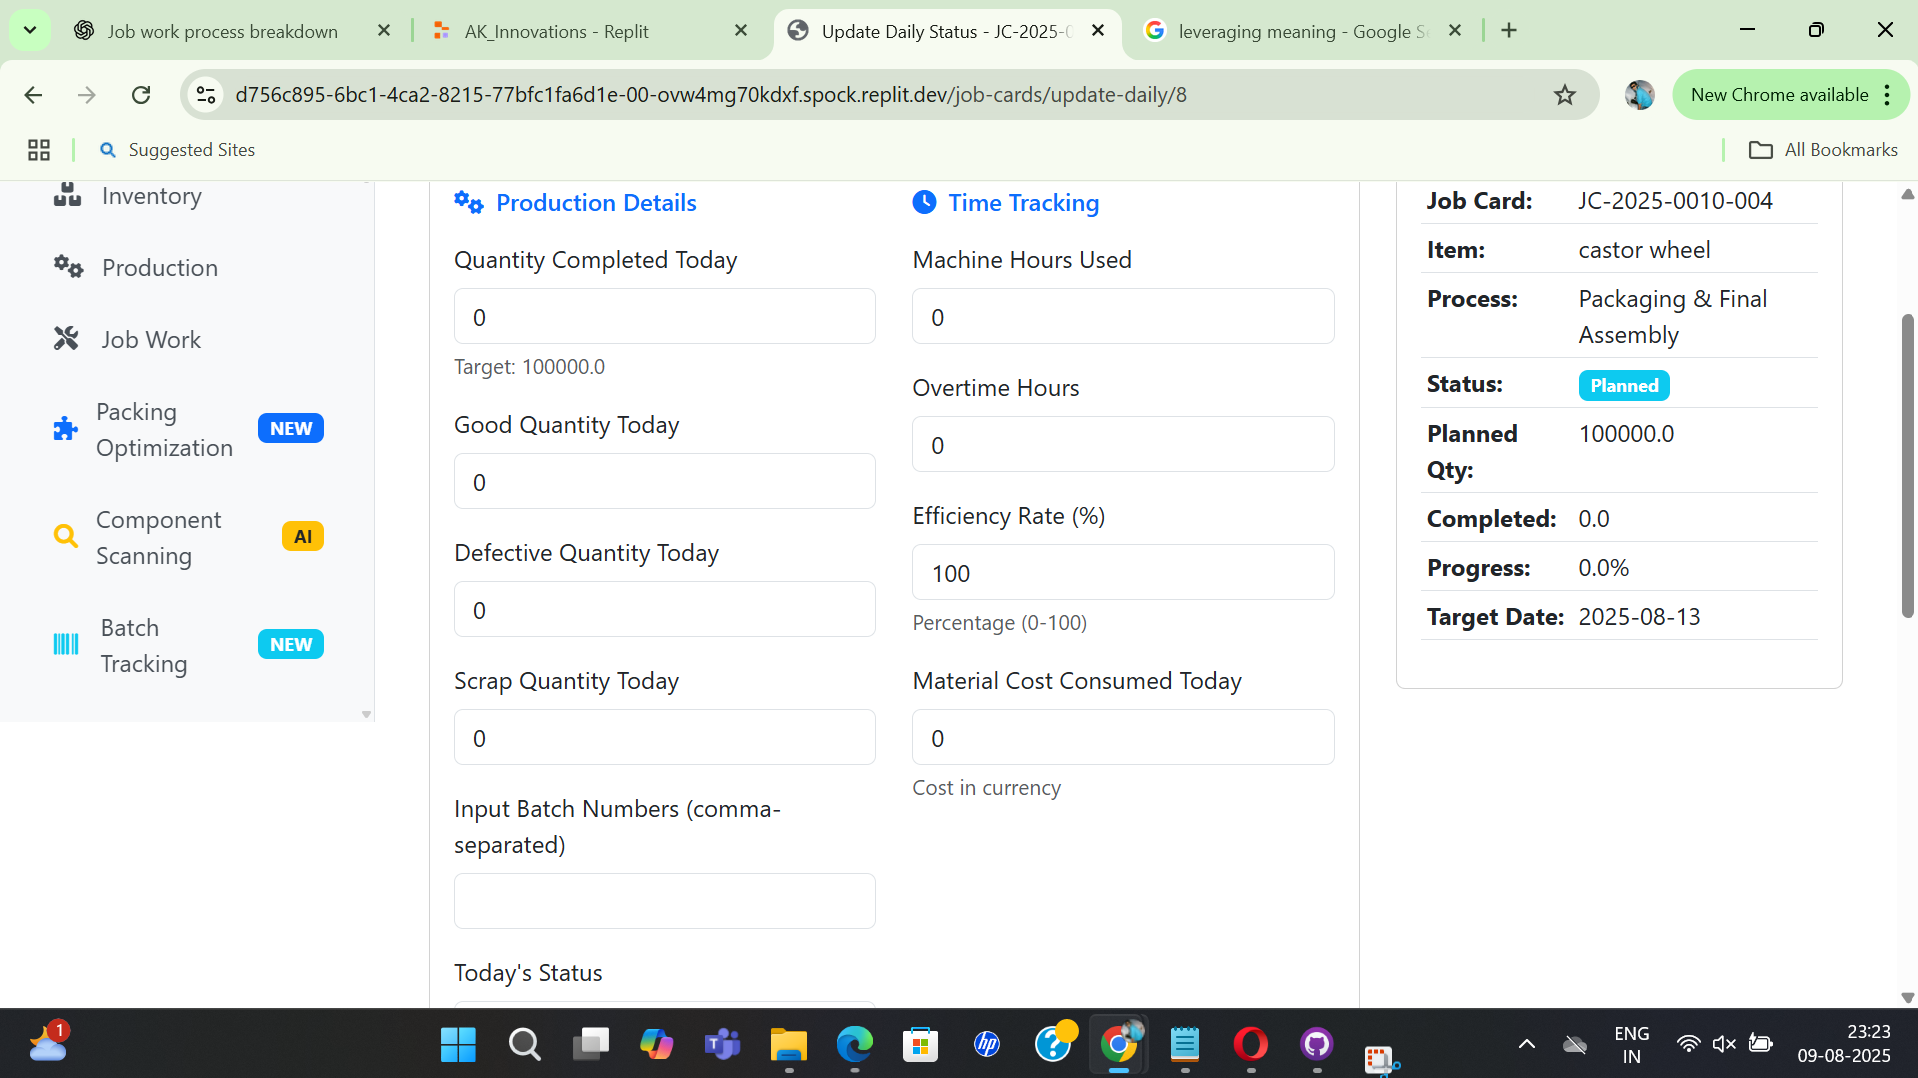 Job work process breakdown
AK_Innovations - Replit
Update Daily Status - JC-2025-0
leveraging meaning - Google S
d756c895-6bc1-4ca2-8215-77bfc1fa6d1e-00-ovw4mg70kdxf.spock.replit.dev/job-cards/update-daily/8
New Chrome available
Suggested Sites
All Bookmarks
Inventory
Production
Job Work
Packing
Optimization
NEW
Component
Scanning
AI
Batch
Tracking
NEW
Production Details
Quantity Completed Today
0
Target: 100000.0
Good Quantity Today
0
Defective Quantity Today
0
Scrap Quantity Today
0
Input Batch Numbers (comma-
separated)
Today's Status
Time Tracking
Machine Hours Used
0
Overtime Hours
0
Efficiency Rate (%)
100
Percentage (0-100)
Material Cost Consumed Today
0
Cost in currency
Job Card: JC-2025-0010-004
Item: castor wheel
Process: Packaging & Final
Assembly
Status: Planned
Planned 100000.0
Qty:
Completed: 0.0
Progress: 0.0%
Target Date: 2025-08-13
1
hp
ENG
IN
23:23
09-08-2025